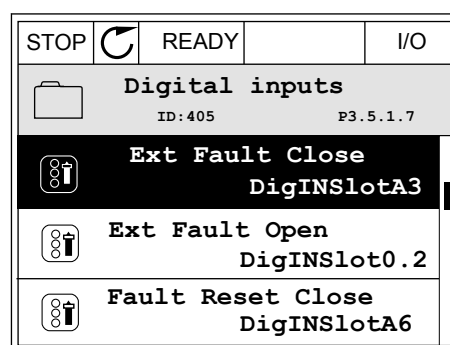 STOP READY I/O
Digital inputs
ID:405 P3.5.1.7
Ext Fault Close
DigINSlotA3
Ext Fault Open
DigINSlot0.2
Fault Reset Close
DigINSlotA6